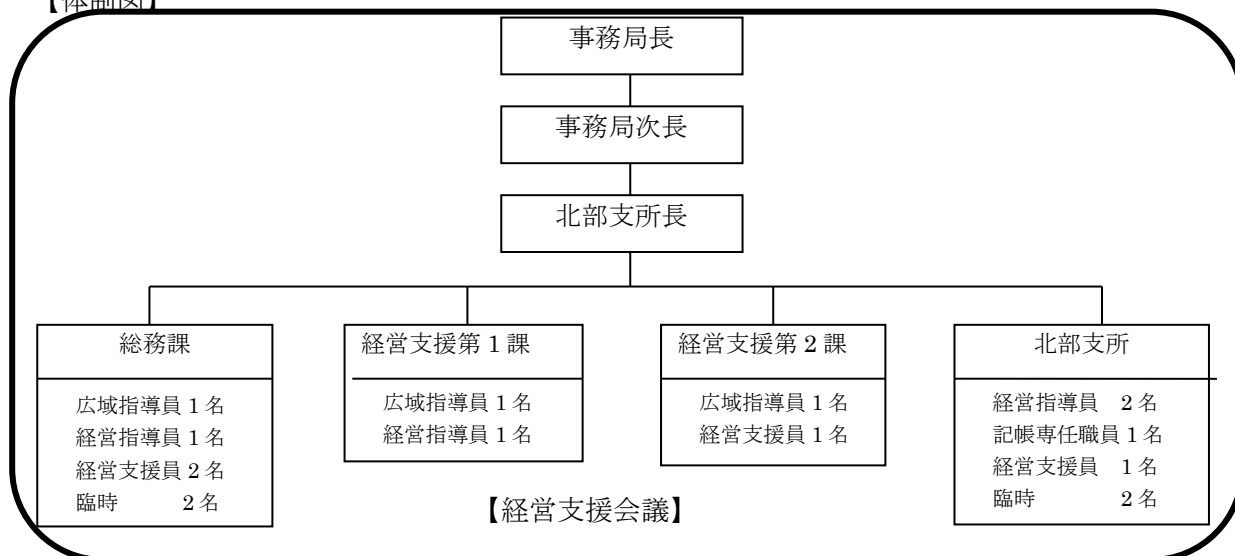 【体制図】
事務局長
事務局次長
北部支所長
総務課
広域指導員 1 名
経営指導員 1 名
経営支援員 2 名
臨時 2 名
経営支援第 1 課
広域指導員 1 名
経営指導員 1 名
経営支援第 2 課
広域指導員 1 名
経営支援員 1 名
北部支所
経営指導員 2 名
記帳専任職員 1 名
経営支援員 1 名
臨時 2 名
【経営支援会議】